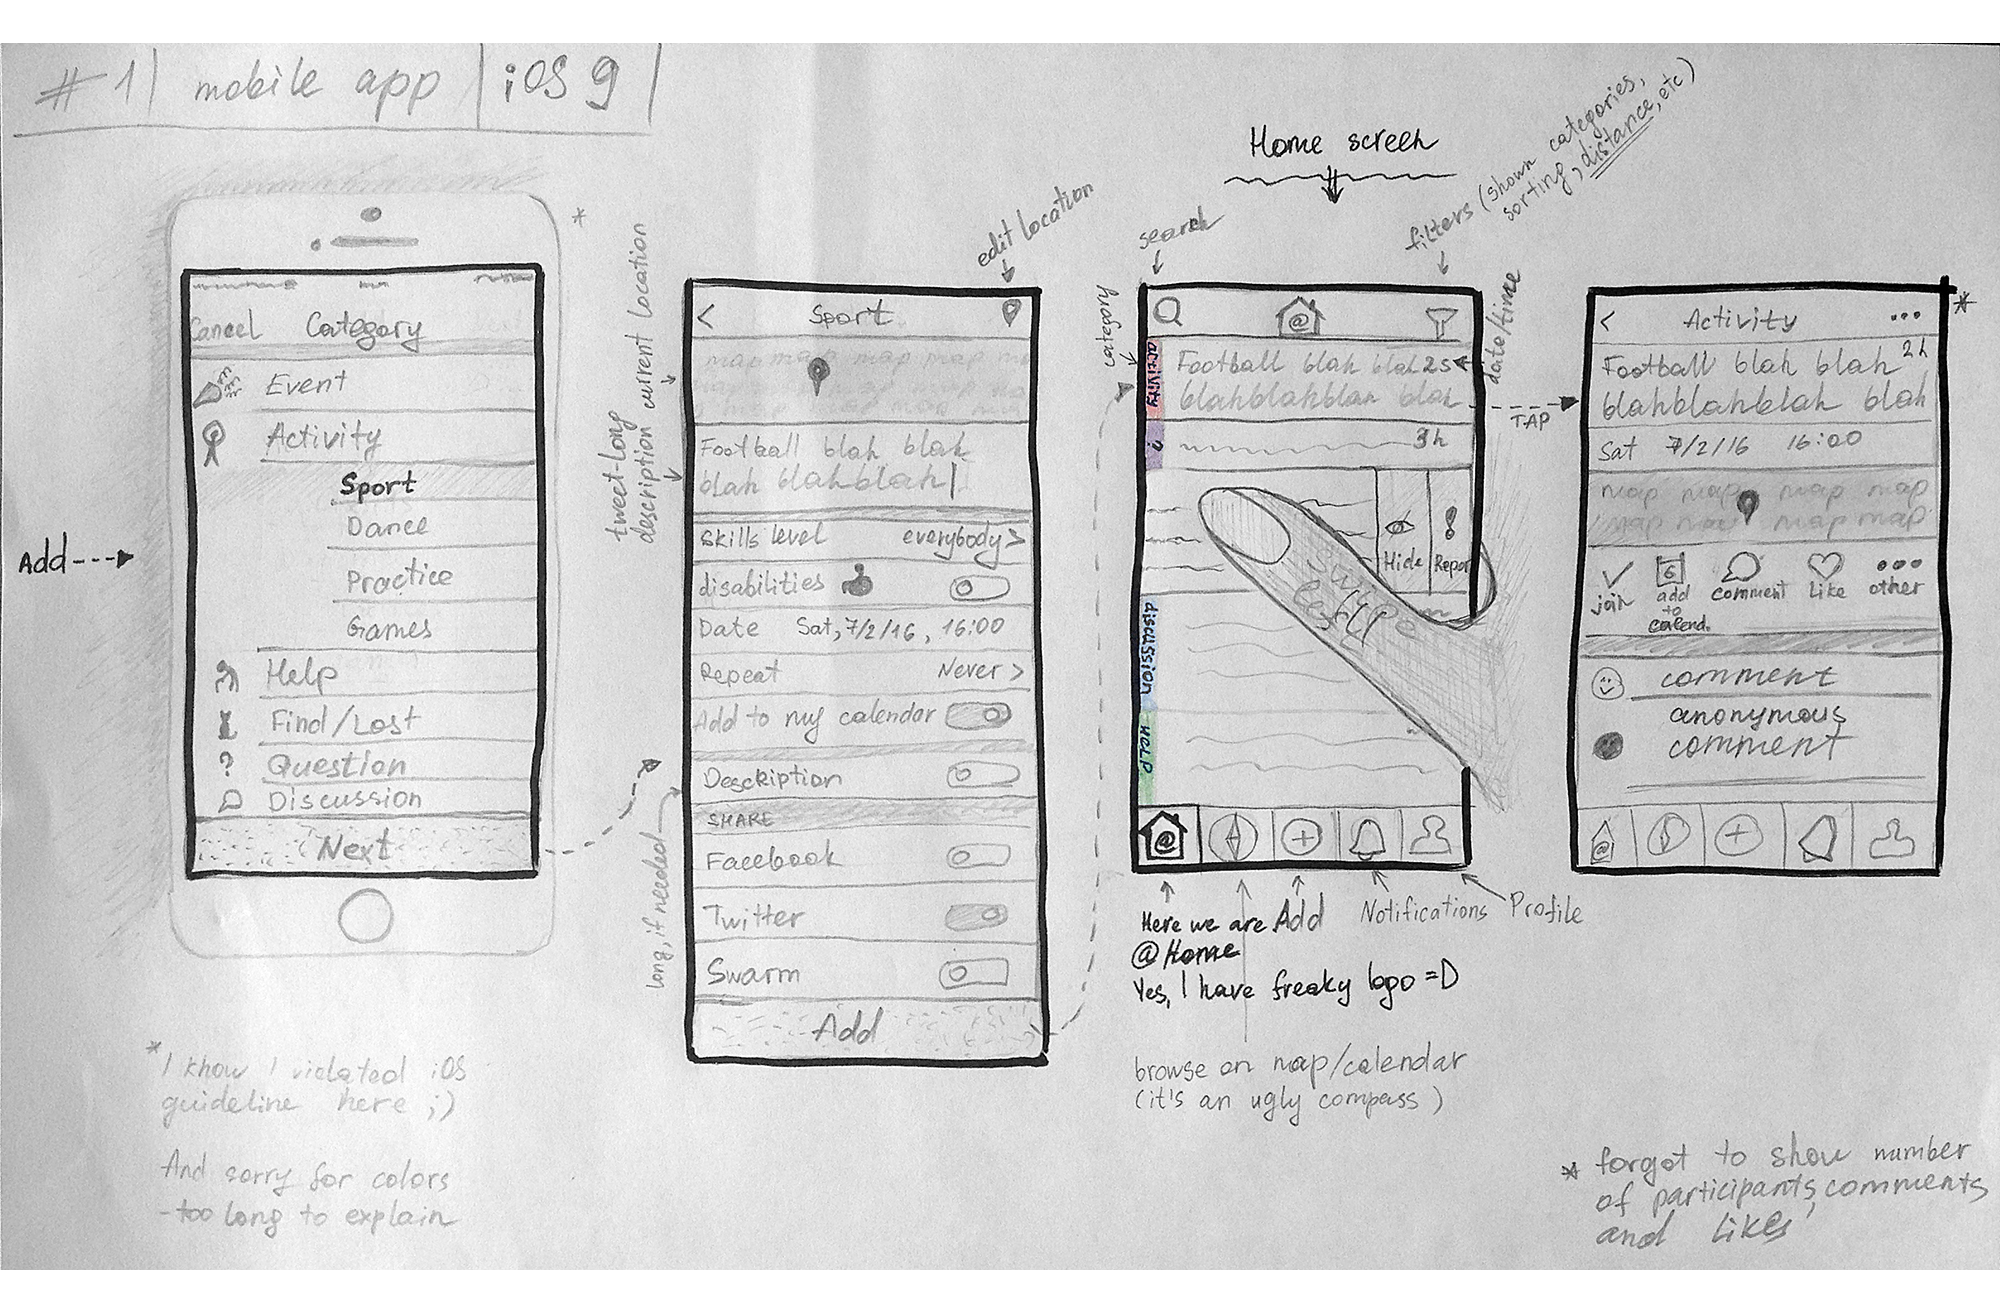 #1 | mobile app | iOS 9
Add
*
Cancel Category
Event
Activity
Sport
Dance
Practice
Games
Help
Find/Lost
Question
Discussion
Next
*
I know I violated iOS
guideline here ;)
And sorry for colors
- too long to explain
tweet-long
description current location
long, if needed
edit location
< Sport
map map map map map
map map map
Football blah blah
blah blahblah|
Skills level everybody >
disabilities
Date Sat, 7/2/16, 16:00
Repeat Never >
Add to my calendar
Description
SHARE
Facebook
Twitter
Swarm
Add
Home screen
search
filters (shown categories,
sorting, distance, etc)
category
date/time
@
activity
Football blah blah 2s
blahblahblah blah
?
3h
Hide
Repor
swipe
left
discussion
HELP
@
Here we are
@Home
Yes, I have freaky logo =D
Add
Notifications
Profile
browse on map/calendar
(it's an ugly compass)
TAP
*
< Activity ...
Football blah blah 2h
blahblahblah blah
Sat 7/2/16 16:00
map map map map
map map map map
join
6
add
to
calend.
comment
like
other
comment
anonymous
comment
@
* forgot to show number
of participants, comments
and likes